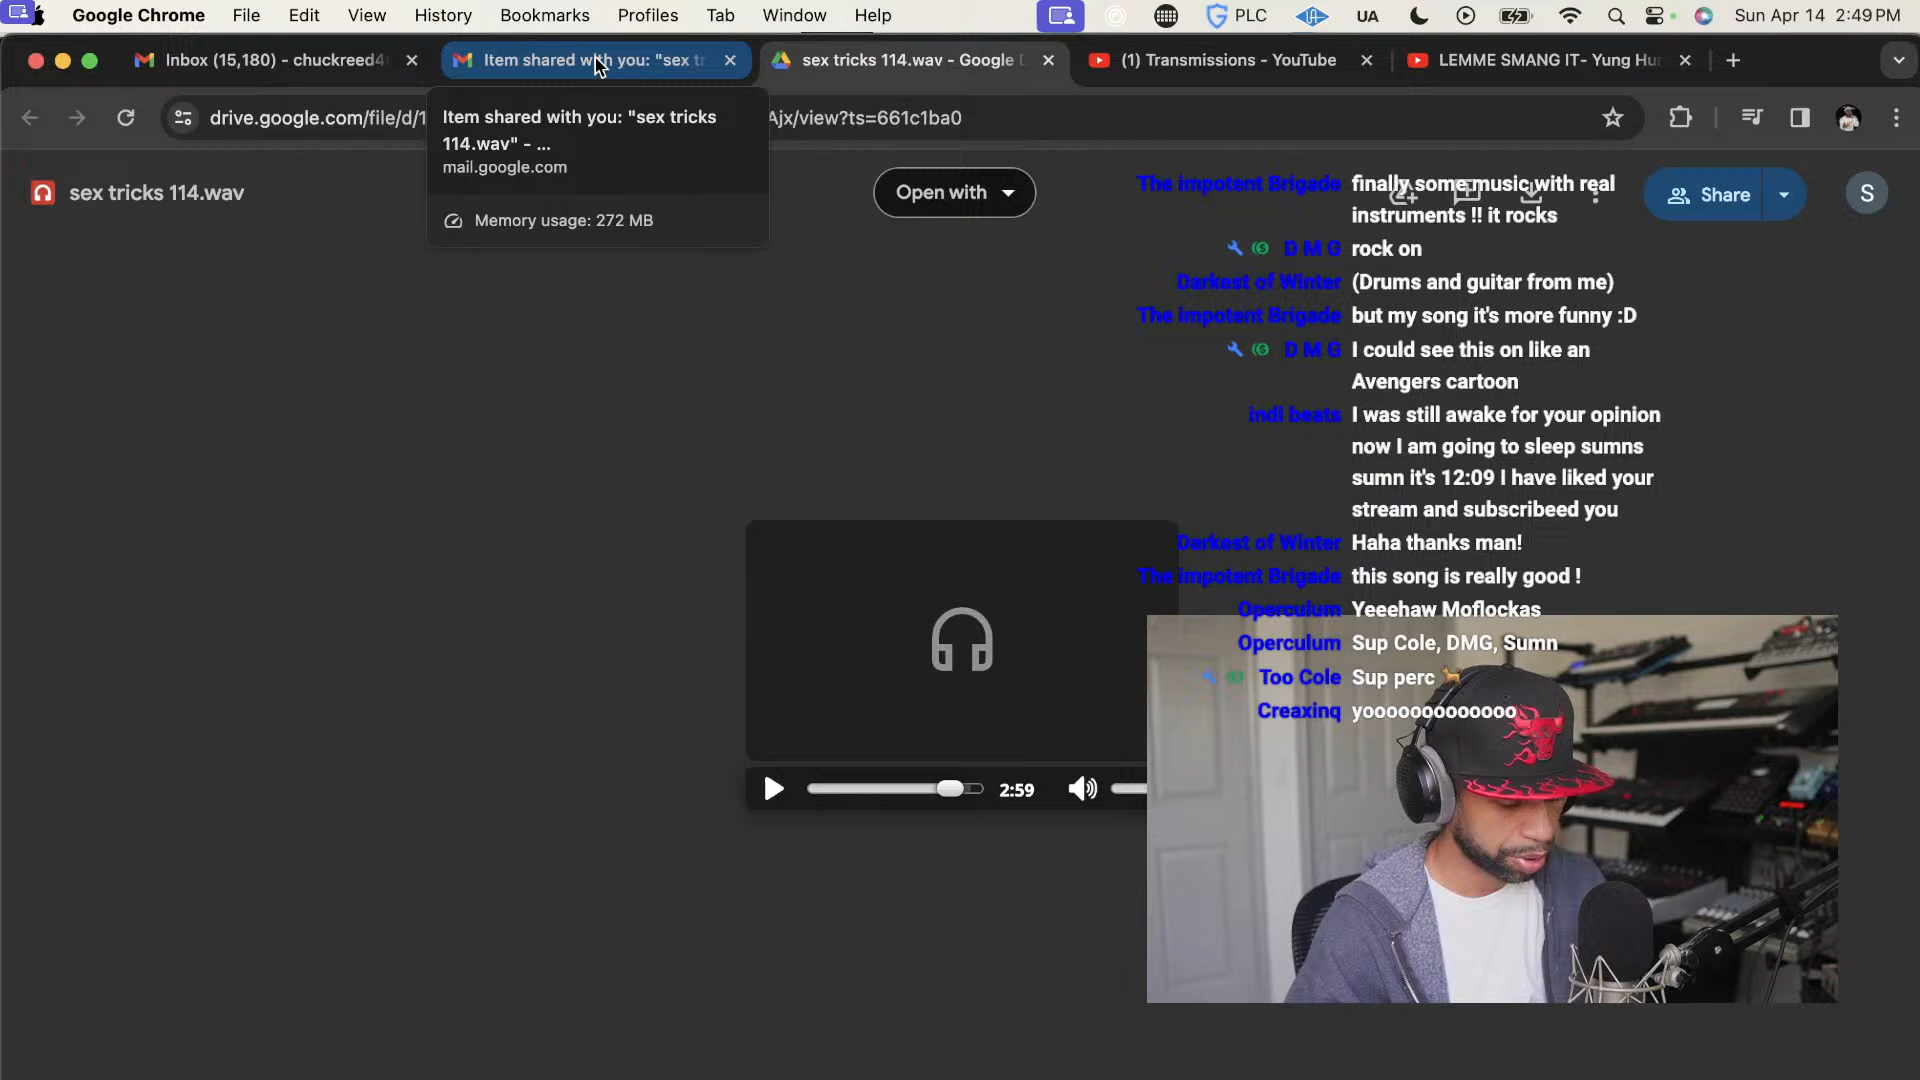 Google Chrome File Edit View History Bookmarks Profiles Tab Window Help PLC UA Sun Apr 14 2:49 PM
Inbox (15,180) - chuckreed4 Item shared with you: "sex tr sex tricks 114.wav - Google (1) Transmissions - YouTube LEMME SMANG IT- Yung Hu
drive.google.com/file/d/1 Ajx/view?ts=661c1ba0
Item shared with you: "sex tricks
114.wav" - ...
mail.google.com
Memory usage: 272 MB
sex tricks 114.wav
Open with
Share
S
The Impotent Brigade finally some music with real
instruments !! it rocks
D M G rock on
Darkest of Winter (Drums and guitar from me)
The Impotent Brigade but my song it's more funny :D
D M G I could see this on like an
Avengers cartoon
Indi beats I was still awake for your opinion
now I am going to sleep sumns
sumn it's 12:09 I have liked your
stream and subscribeed you
Darkest of Winter Haha thanks man!
The Impotent Brigade this song is really good !
Operculum Yeeehaw Moflockas
Operculum Sup Cole, DMG, Sumn
Too Cole Sup perc
Creaxinq yooooooooooooo
2:59